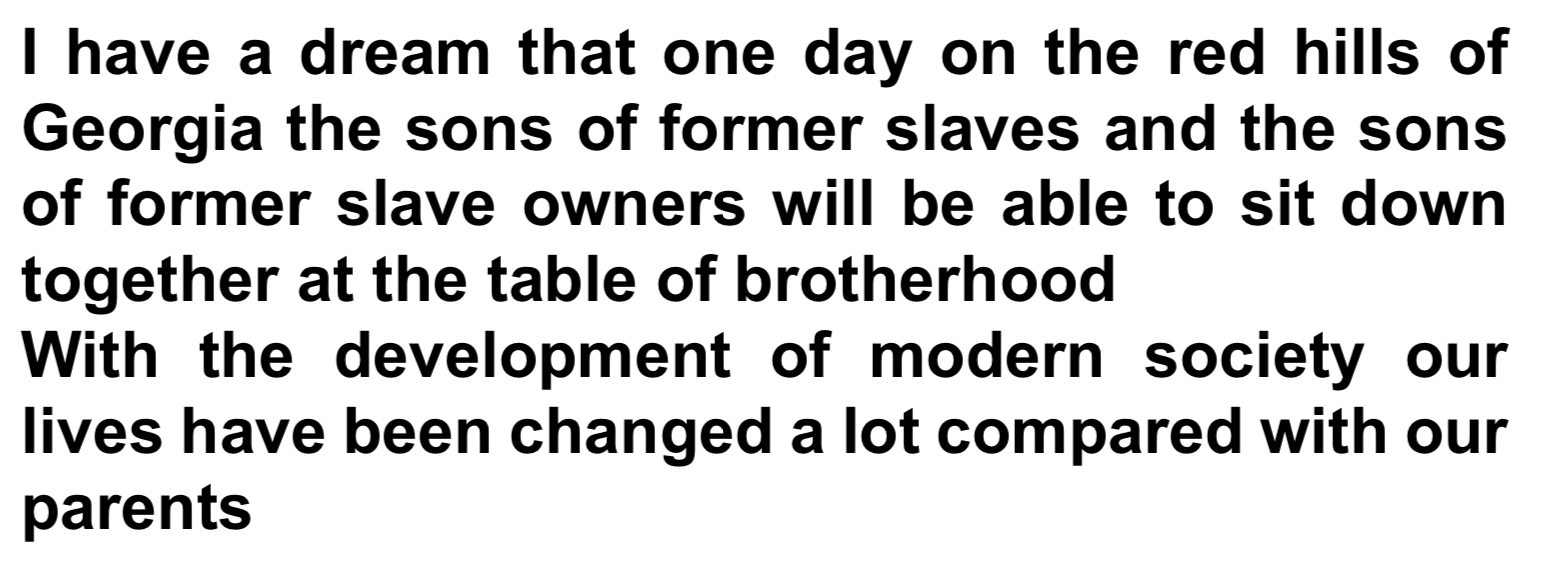 I have a dream that one day on the red hills of
Georgia the sons of former slaves and the sons
of former slave owners will be able to sit down
together at the table of brotherhood
With the development of modern society our
lives have been changed a lot compared with our
parents